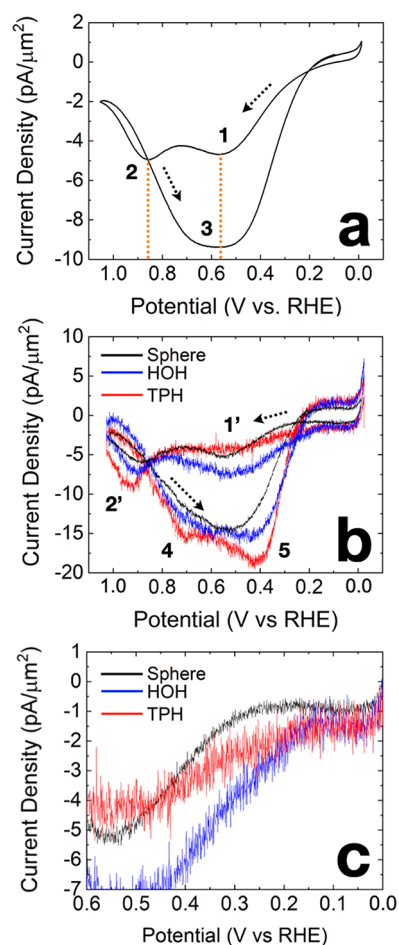 Current Density (pA/µm²)
0
-2
-4
-6
-8
-10
1
2
3
a
1.0 0.8 0.6 0.4 0.2 0.0
Potential (V vs. RHE)
Current Density (pA/µm²)
10
5
0
-5
-10
-15
-20
Sphere
HOH
TPH
1'
2'
4
5
b
1.0 0.8 0.6 0.4 0.2 0.0
Potential (V vs RHE)
Current Density (pA/µm²)
1
0
-1
-2
-3
-4
-5
-6
-7
Sphere
HOH
TPH
c
0.6 0.5 0.4 0.3 0.2 0.1 0.0
Potential (V vs RHE)